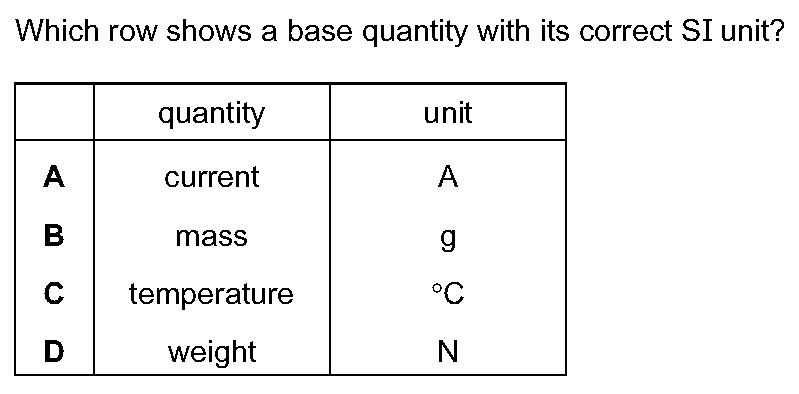 Which row shows a base quantity with its correct SI unit?
quantity unit
A current A
B mass g
C temperature °C
D weight N